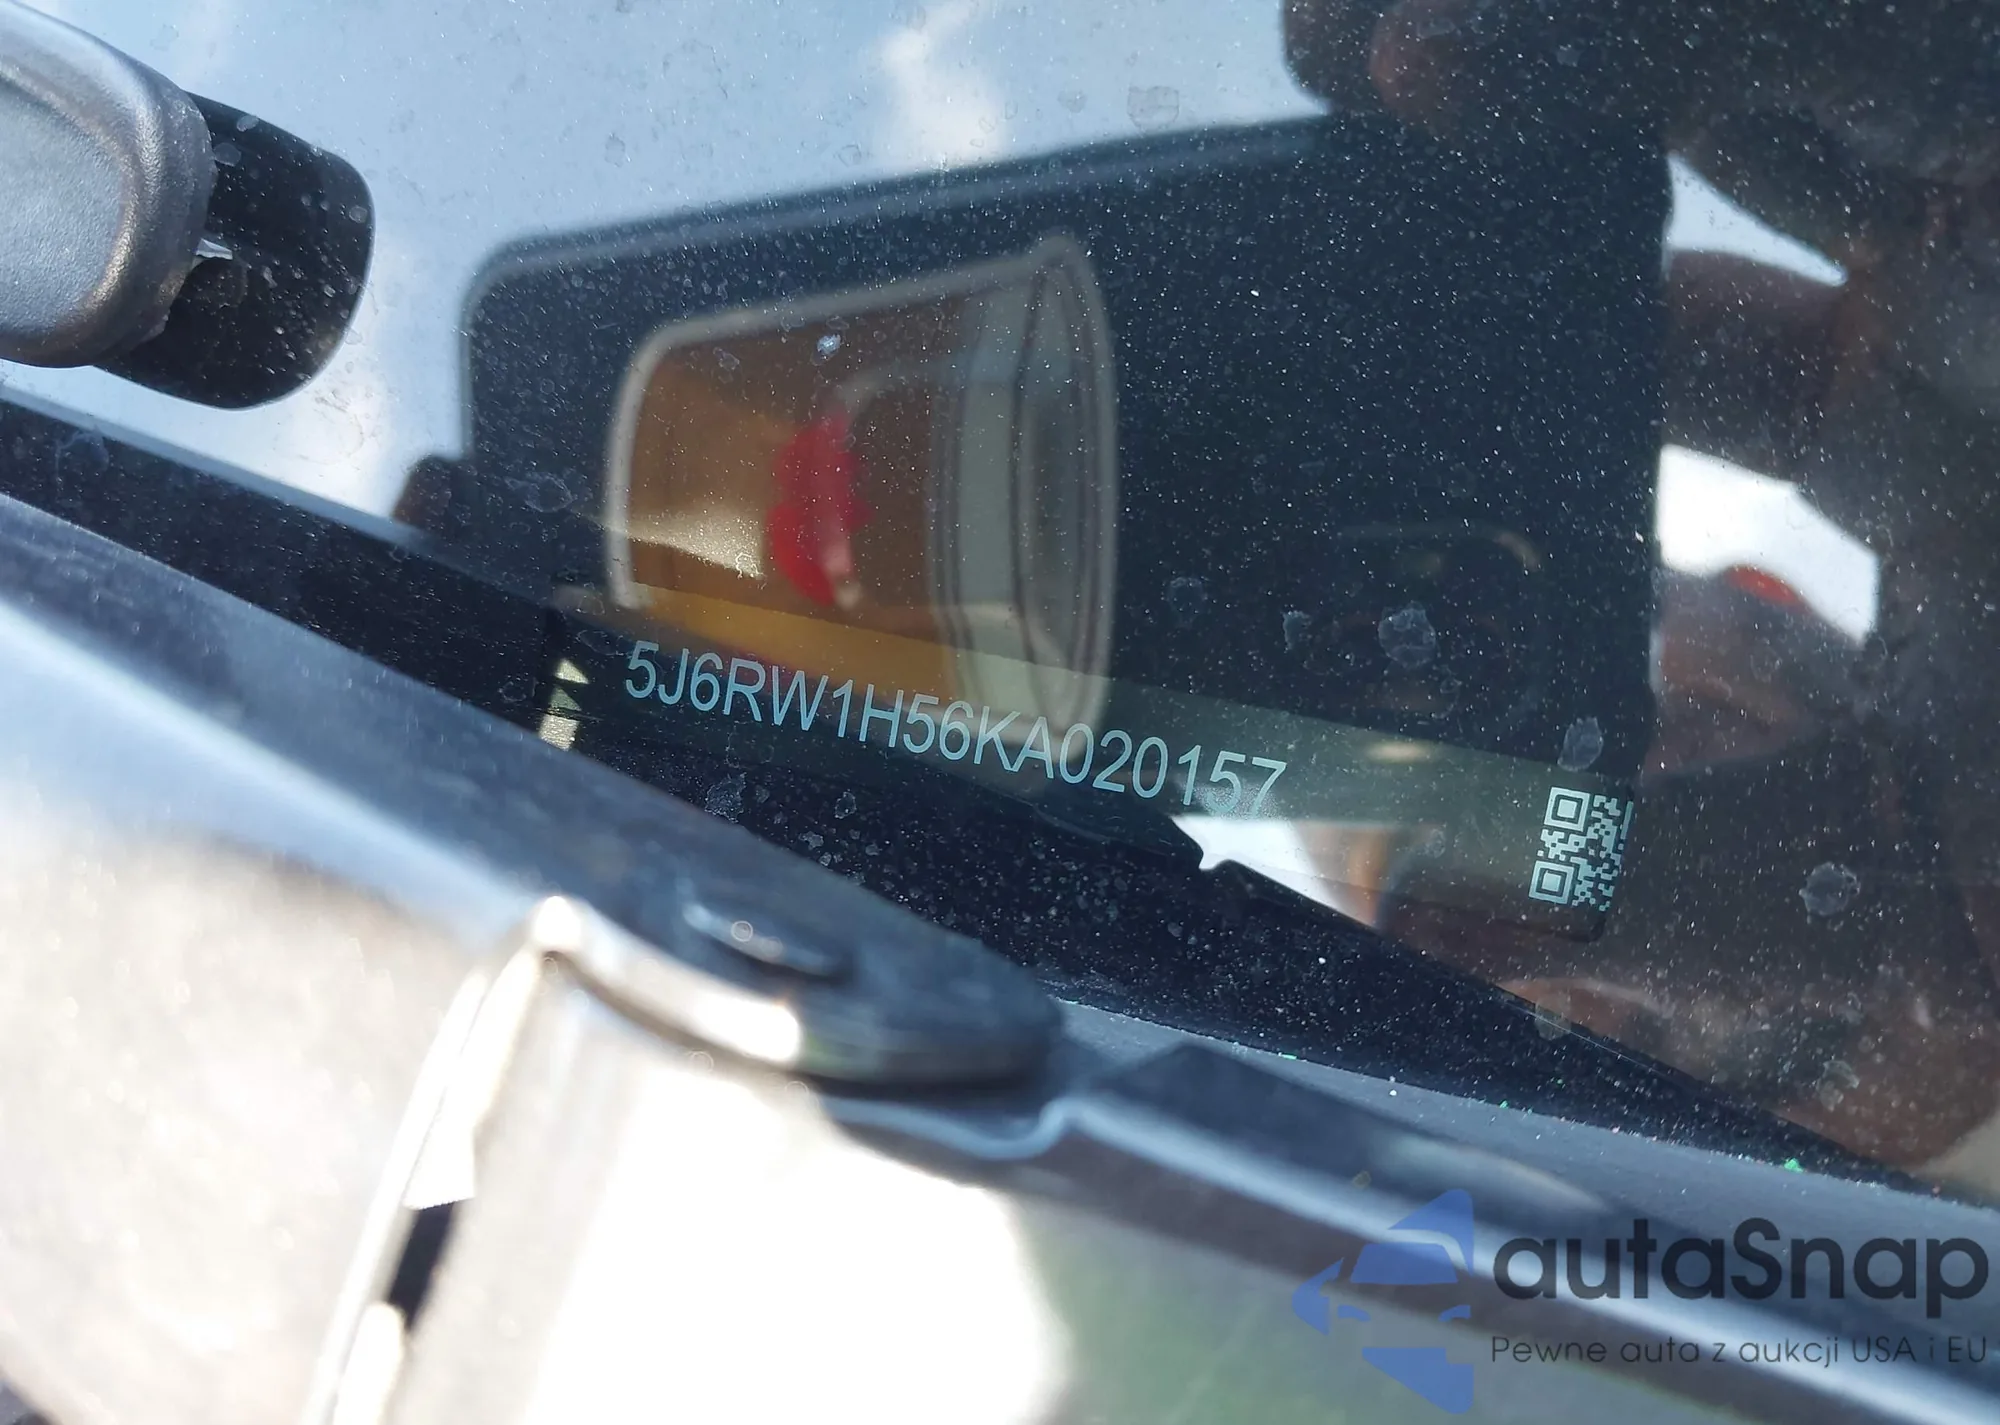 5J6RW1H56KA020157
autaSnap
Pewne auta z aukcji USA i EU